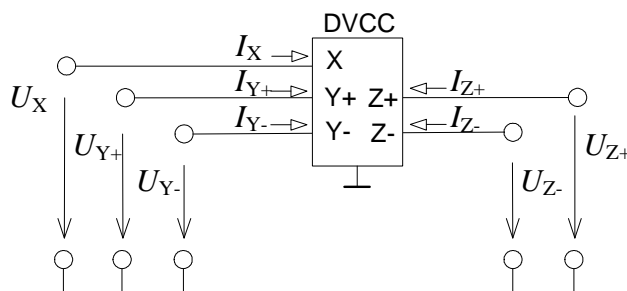 DVCC
I_X X
U_X I_Y+ Y+ Z+ I_Z+
I_Y- Y- Z- I_Z-
U_Y+ U_Z+
U_Y- U_Z-